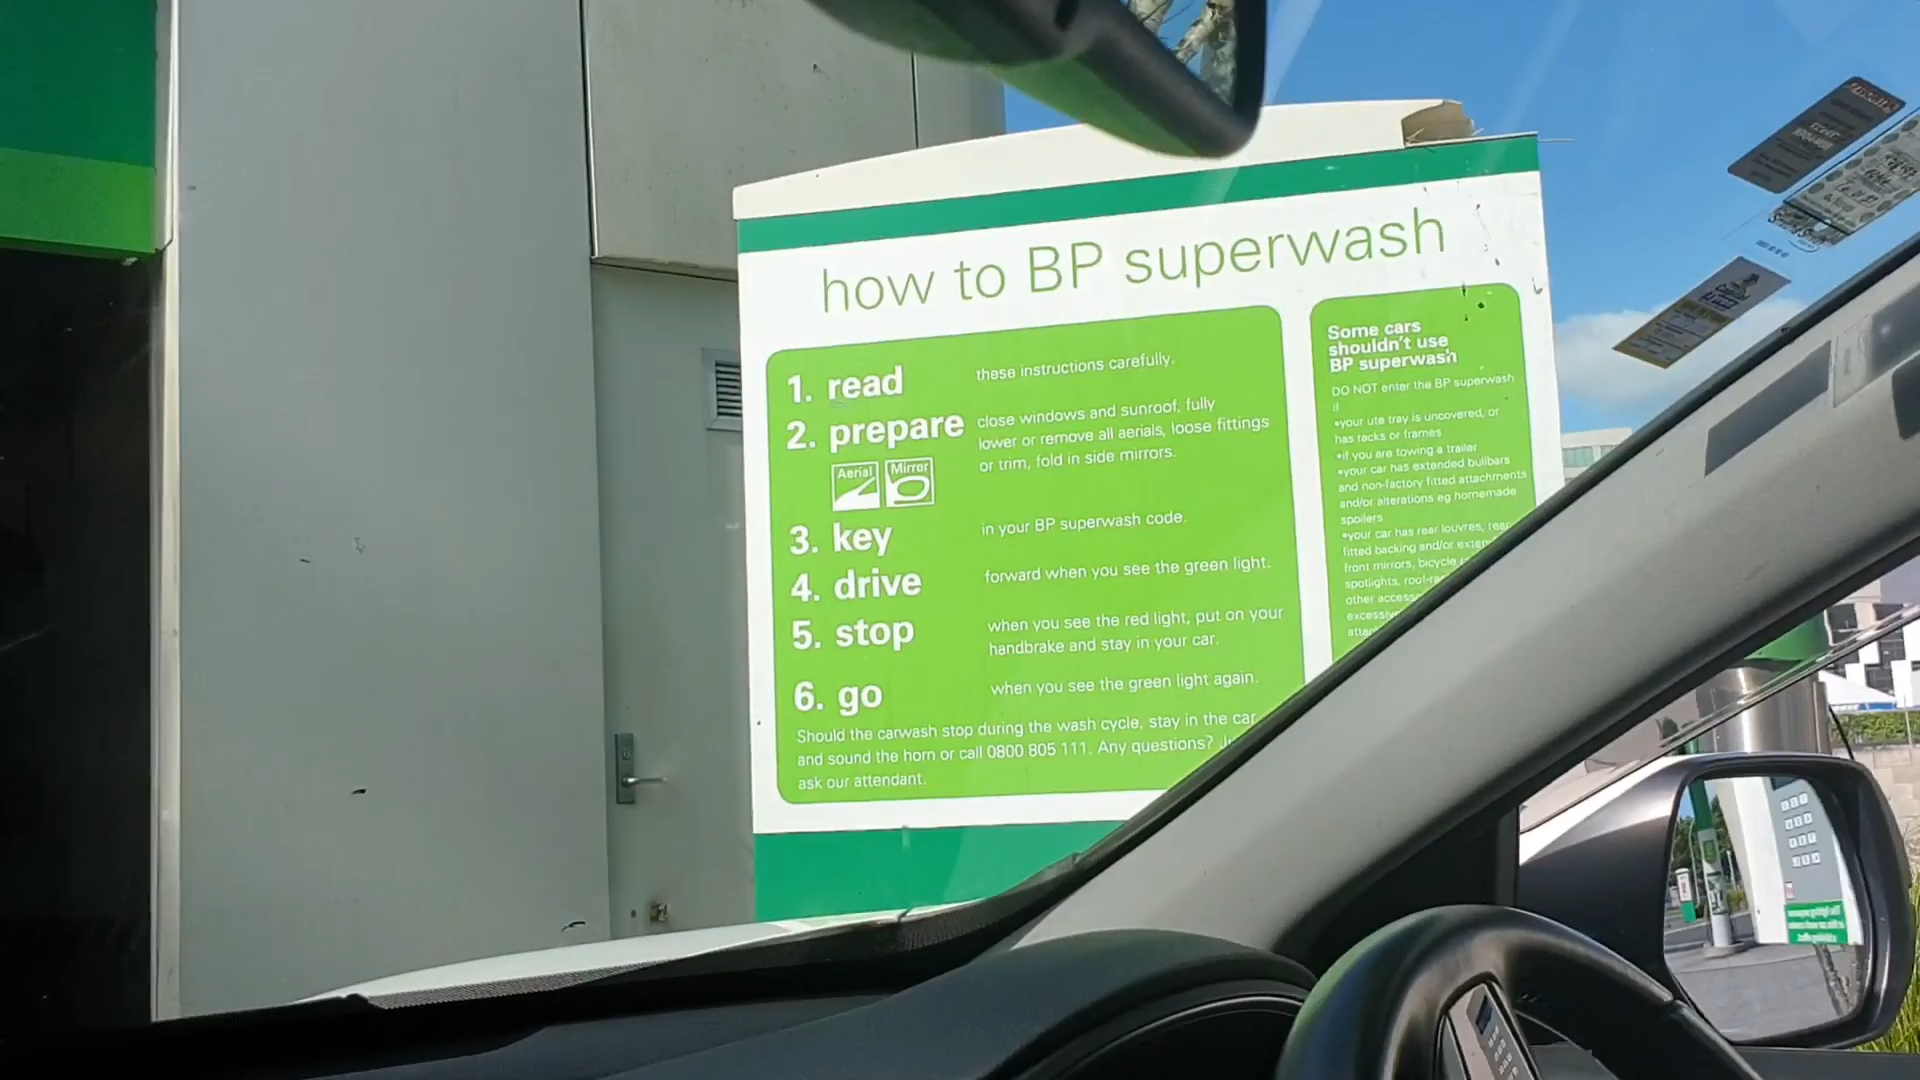 how to BP superwash
1. read these instructions carefully.
2. prepare close windows and sunroof, fully
lower or remove all aerials, loose fittings
or trim, fold in side mirrors.
Aerial Mirror
3. key in your BP superwash code.
4. drive forward when you see the green light.
5. stop when you see the red light, put on your
handbrake and stay in your car.
6. go when you see the green light again.
Should the carwash stop during the wash cycle, stay in the car
and sound the horn or call 0800 805 111. Any questions?
ask our attendant.
Some cars
shouldn't use
BP superwash
DO NOT enter the BP superwash
if
•your ute tray is uncovered, or
has racks or frames
•if you are towing a trailer
•your car has extended bullbars
and non-factory fitted attachments
and/or alterations eg homemade
spoilers
•your car has rear louvres, rear
fitted backing and/or
front mirrors, bicycle
spotlights,
other